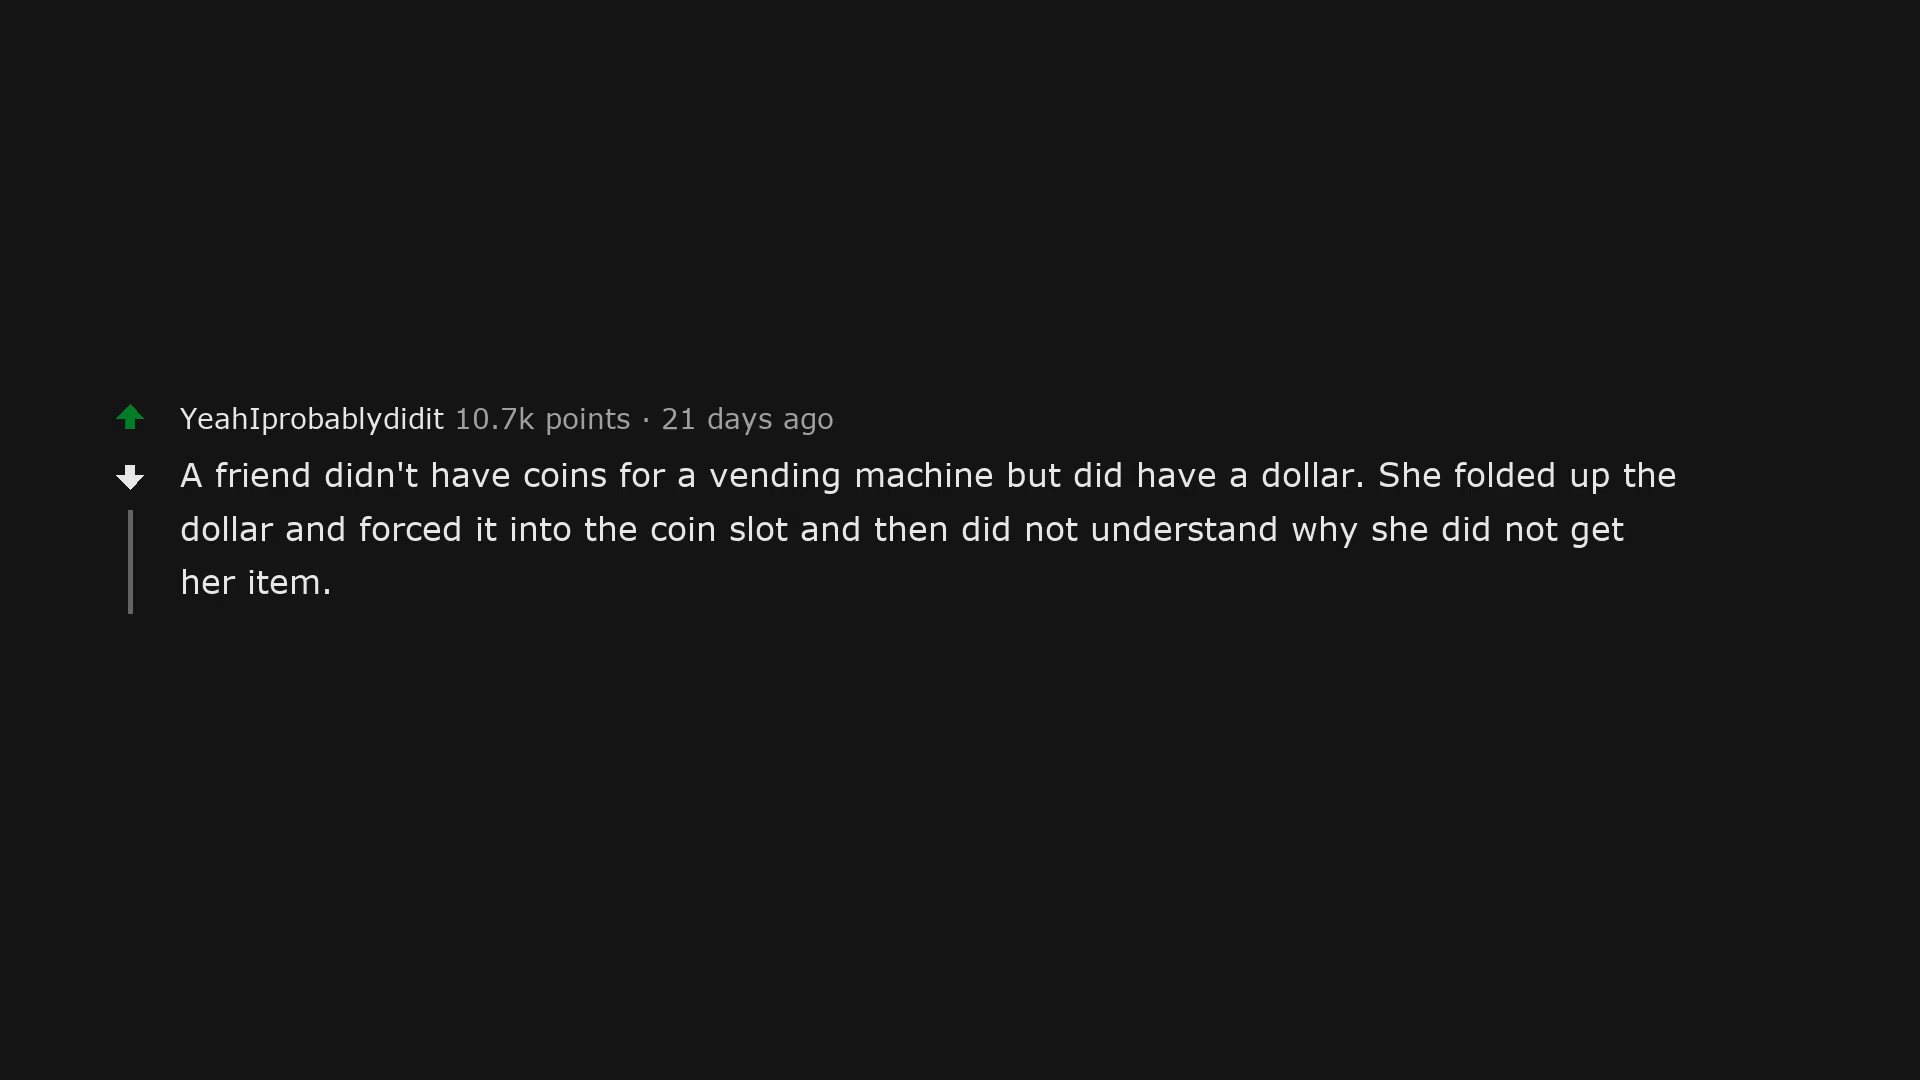 YeahIprobablydidit 10.7k points · 21 days ago
A friend didn't have coins for a vending machine but did have a dollar. She folded up the
dollar and forced it into the coin slot and then did not understand why she did not get
her item.